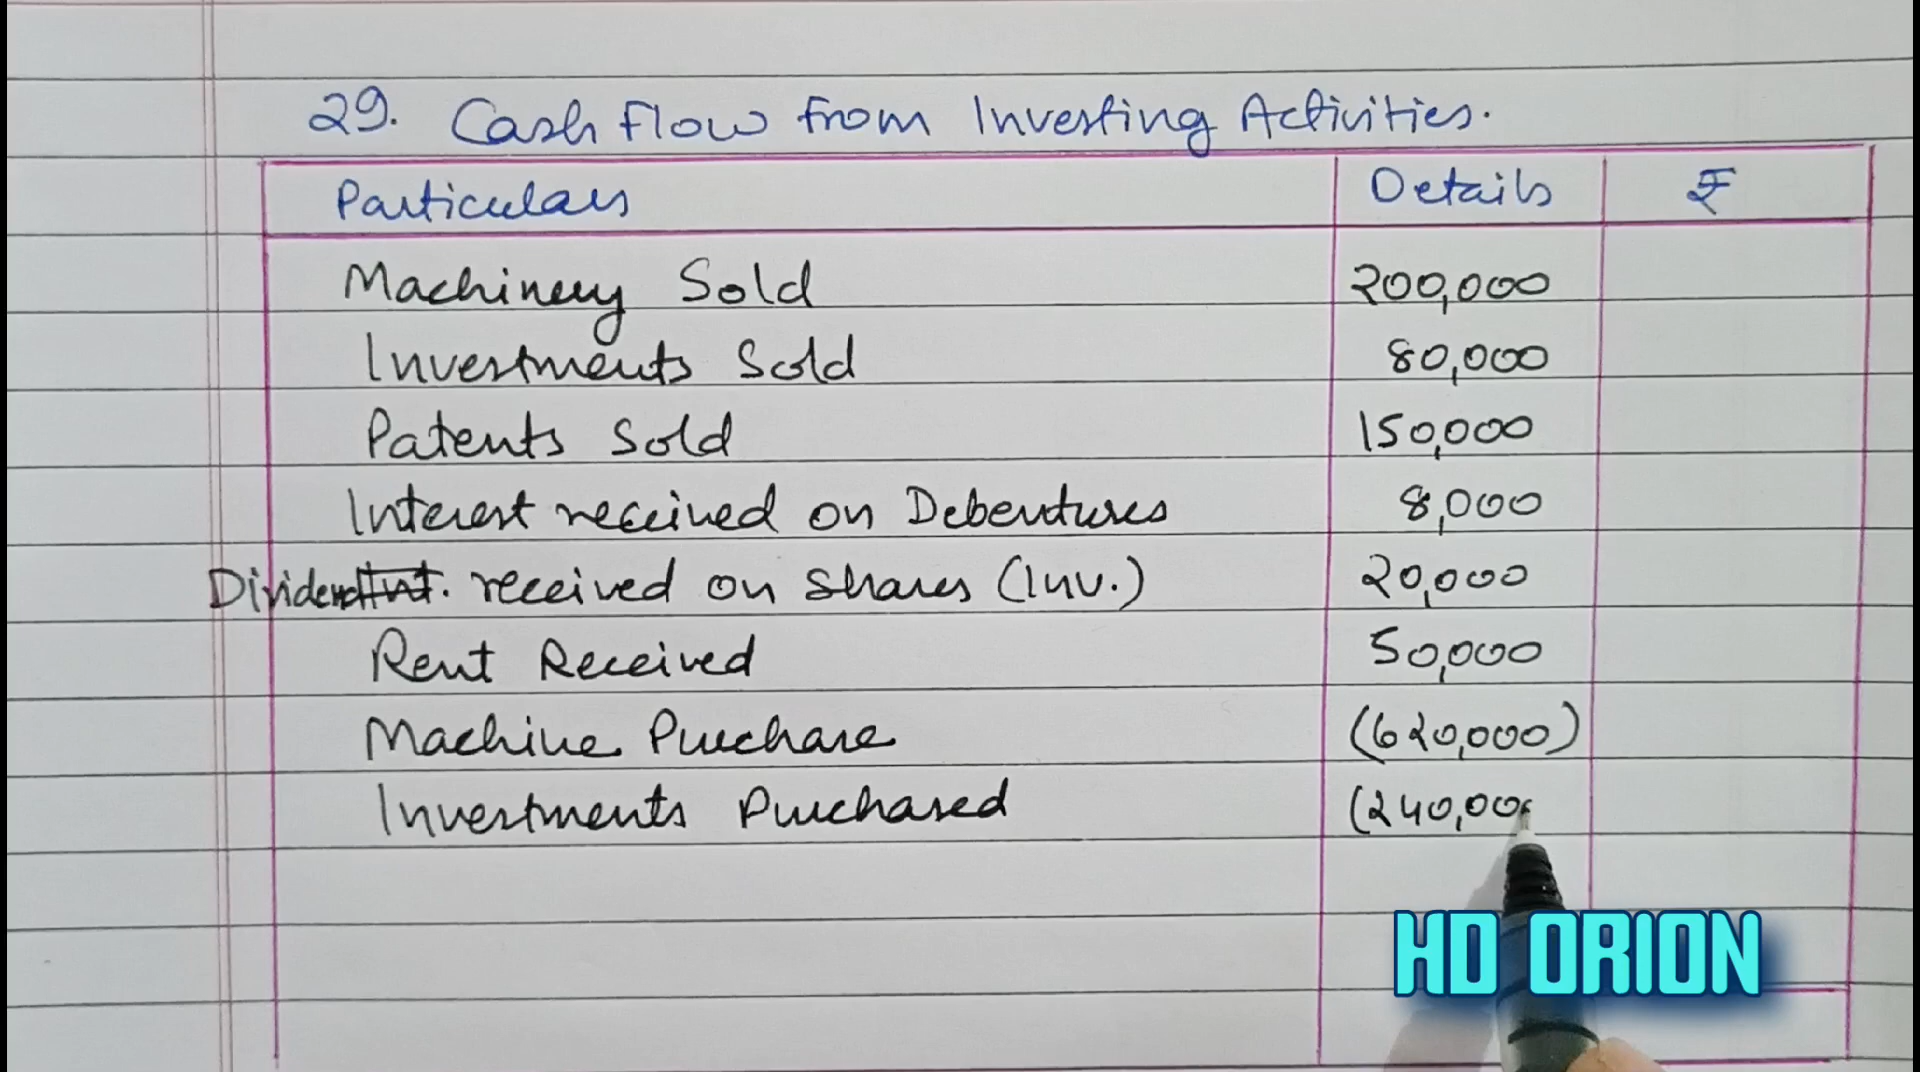 29. Cash Flow from Investing Activities.
Particulars Details ₹
Machinery Sold 200,000
Investments Sold 80,000
Patents Sold 150,000
Interest received on Debentures 8,000
Dividend received on Shares (Inv.) 20,000
Rent Received 50,000
Machine Purchase (620,000)
Investments Purchased (240,00
HD ORION